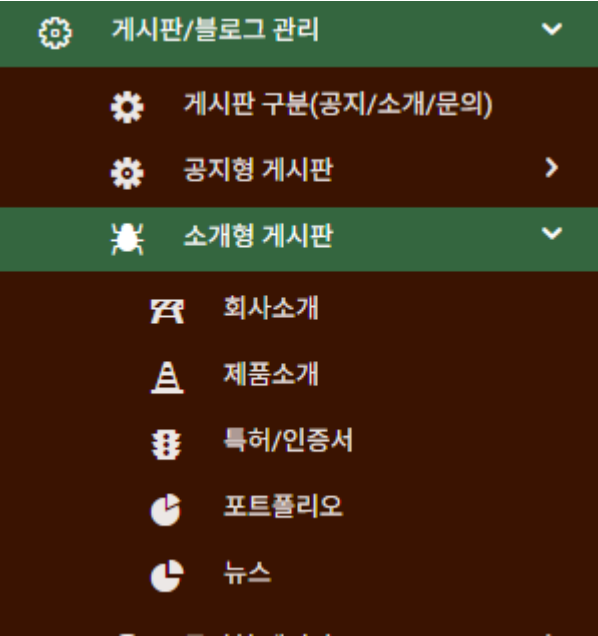 게시판/블로그 관리
게시판 구분(공지/소개/문의)
공지형 게시판
소개형 게시판
회사소개
제품소개
특허/인증서
포트폴리오
뉴스